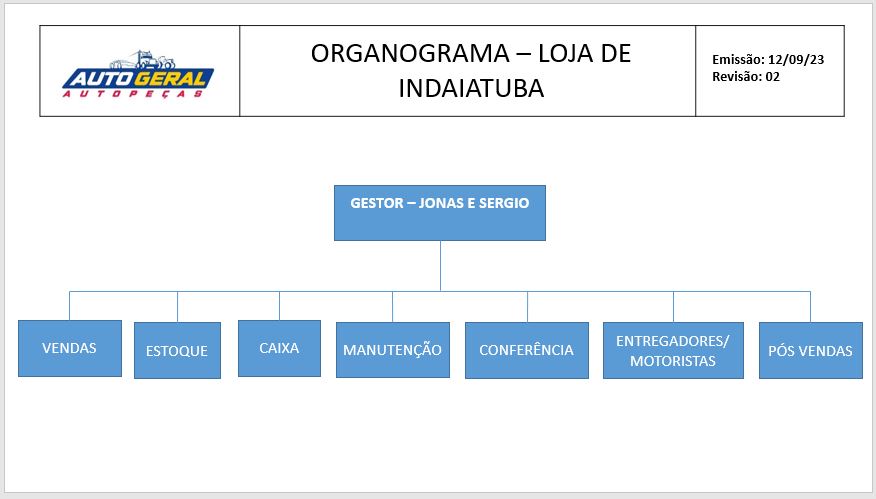 AUTO GERAL
AUTOPEÇAS
ORGANOGRAMA – LOJA DE
INDAIATUBA
Emissão: 12/09/23
Revisão: 02
GESTOR – JONAS E SERGIO
VENDAS
ESTOQUE
CAIXA
MANUTENÇÃO
CONFERÊNCIA
ENTREGADORES/
MOTORISTAS
PÓS VENDAS